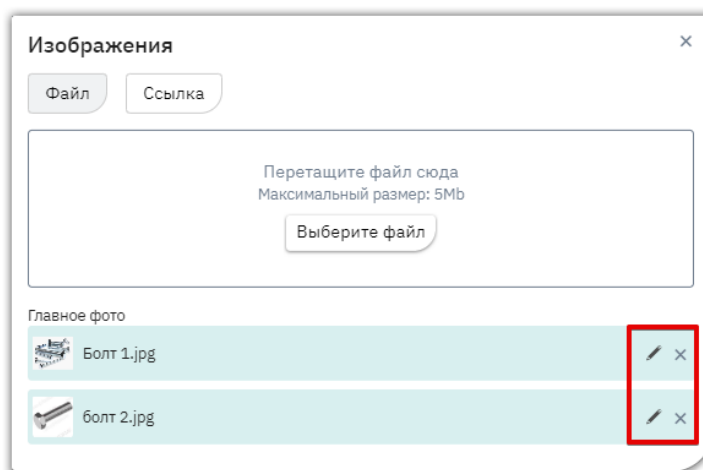 Изображения
Файл
Ссылка
Перетащите файл сюда
Максимальный размер: 5Mb
Выберите файл
Главное фото
Болт 1.jpg
болт 2.jpg